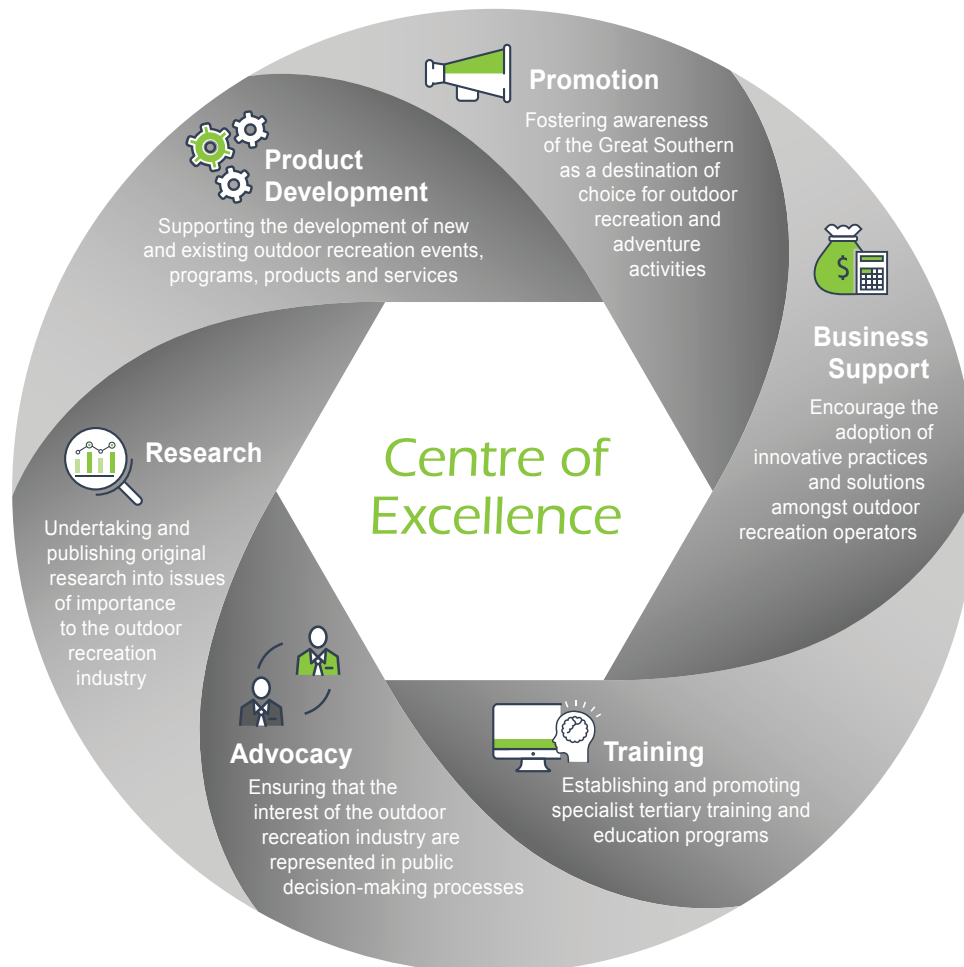 Promotion
Fostering awareness
of the Great Southern
as a destination of
choice for outdoor
recreation and
adventure
activities
Business
Support
Encourage the
adoption of
innovative practices
and solutions
amongst outdoor
recreation operators
Training
Establishing and promoting
specialist tertiary training and
education programs
Advocacy
Ensuring that the
interest of the outdoor
recreation industry are
represented in public
decision-making processes
Research
Undertaking and
publishing original
research into issues
of importance
to the outdoor
recreation
industry
Product
Development
Supporting the development of new
and existing outdoor recreation events,
programs, products and services
Centre of
Excellence
$